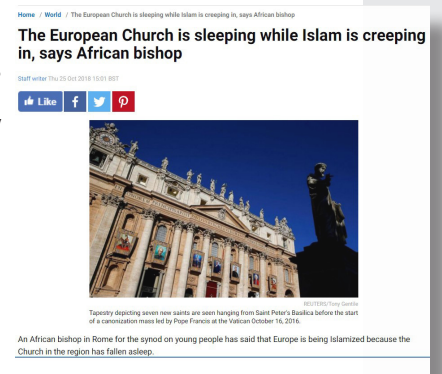 Home / World / The European Church is sleeping while Islam is creeping in, says African bishop
The European Church is sleeping while Islam is creeping
in, says African bishop
Staff writer Thu 25 Oct 2018 15:01 BST
Like
REUTERS/Tony Gentile
Tapestry depicting seven new saints are seen hanging from Saint Peter's Basilica before the start
of a canonization mass led by Pope Francis at the Vatican October 16, 2016.
An African bishop in Rome for the synod on young people has said that Europe is being Islamized because the
Church in the region has fallen asleep.